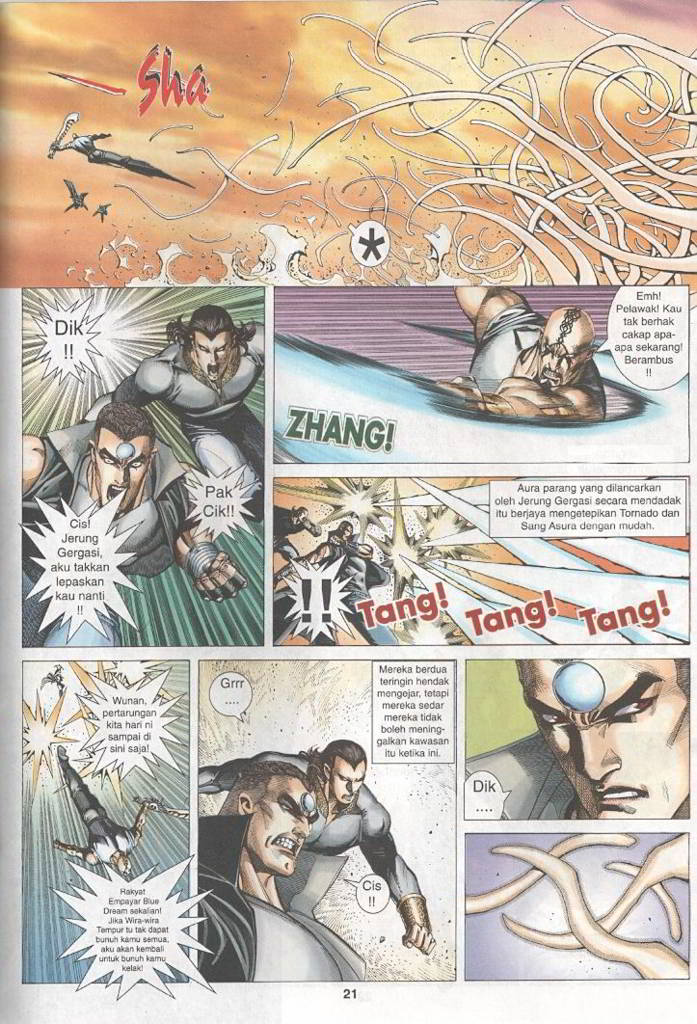 Sha
*
Dik
!!
Pak
Cik!!
Cis!
Jerung
Gergasi,
aku takkan
lepaskan
kau nanti
!!
Emh!
Pelawak! Kau
tak berhak
cakap apa-
apa sekarang!
Berambus
!!
ZHANG!
Aura parang yang dilancarkan
oleh Jerung Gergasi secara mendadak
itu berjaya mengetepikan Tornado dan
Sang Asura dengan mudah.
!!
Tang! Tang! Tang!
Wunan,
pertarungan
kita hari ni
sampai di
sini saja!
Rakyat
Empayar Blue
Dream sekalian!
Jika Wira-wira
Tempur tu tak dapat
bunuh kamu semua,
aku akan kembali
untuk bunuh kamu
kelak!
Grrr
....
Mereka berdua
teringin hendak
mengejar, tetapi
mereka sedar
mereka tidak
boleh mening-
galkan kawasan
itu ketika ini.
Cis
!!
Dik
....
21